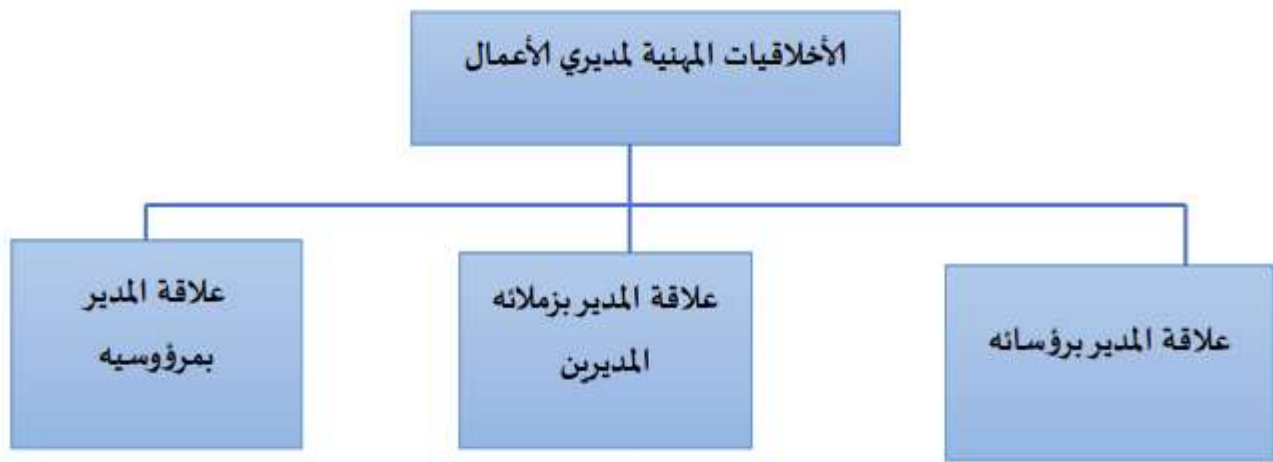 الأخلاقيات المهنية لمديري الأعمال
علاقة المدير برؤسائه
علاقة المدير بزملائه
المديرين
علاقة المدير
بمرؤوسيه